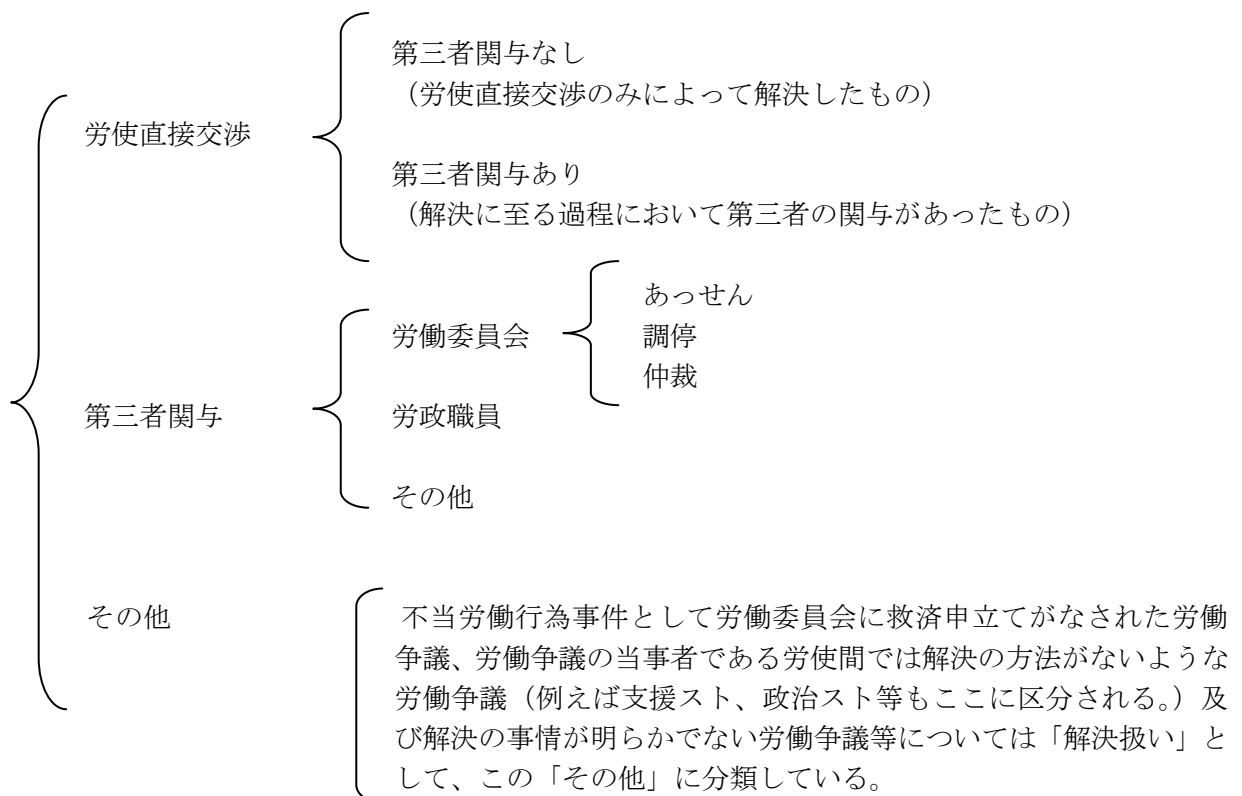 労使直接交渉
第三者関与なし
（労使直接交渉のみによって解決したもの）
第三者関与あり
（解決に至る過程において第三者の関与があったもの）
第三者関与
労働委員会
あっせん
調停
仲裁
労政職員
その他
その他
不当労働行為事件として労働委員会に救済申立てがなされた労働
争議、労働争議の当事者である労使間では解決の方法がないような
労働争議（例えば支援スト、政治スト等もここに区分される。）及
び解決の事情が明らかでない労働争議等については「解決扱い」と
して、この「その他」に分類している。